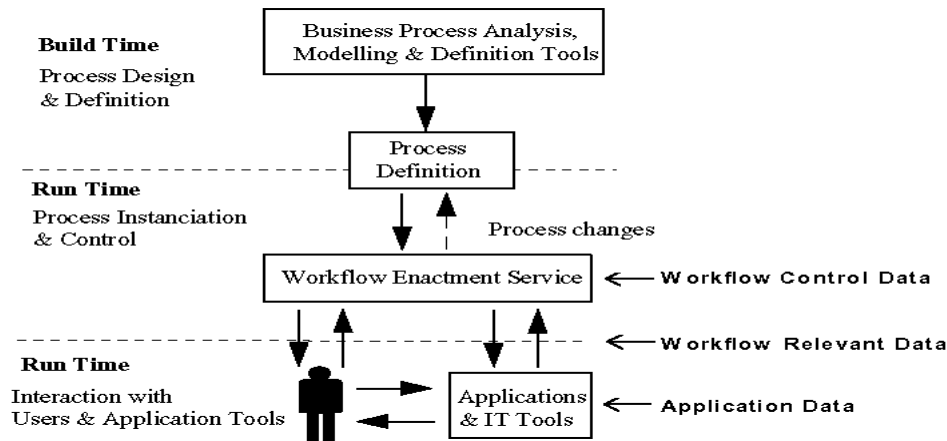 Business Process Analysis,
Modelling & Definition Tools
Build Time
Process Design
& Definition
Process
Definition
Run Time
Process Instanciation
& Control
Process changes
Workflow Enactment Service
Workflow Control Data
Workflow Relevant Data
Run Time
Interaction with
Users & Application Tools
Applications
& IT Tools
Application Data